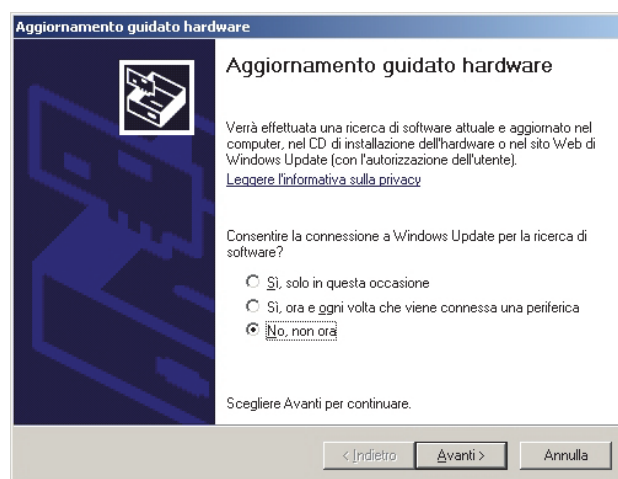 Aggiornamento guidato hardware
Aggiornamento guidato hardware
Verrà effettuata una ricerca di software attuale e aggiornato nel
computer, nel CD di installazione dell'hardware o nel sito Web di
Windows Update (con l'autorizzazione dell'utente).
Leggere l'informativa sulla privacy
Consentire la connessione a Windows Update per la ricerca di
software?
Sì, solo in questa occasione
Sì, ora e ogni volta che viene connessa una periferica
No, non ora
Scegliere Avanti per continuare.
< Indietro Avanti > Annulla